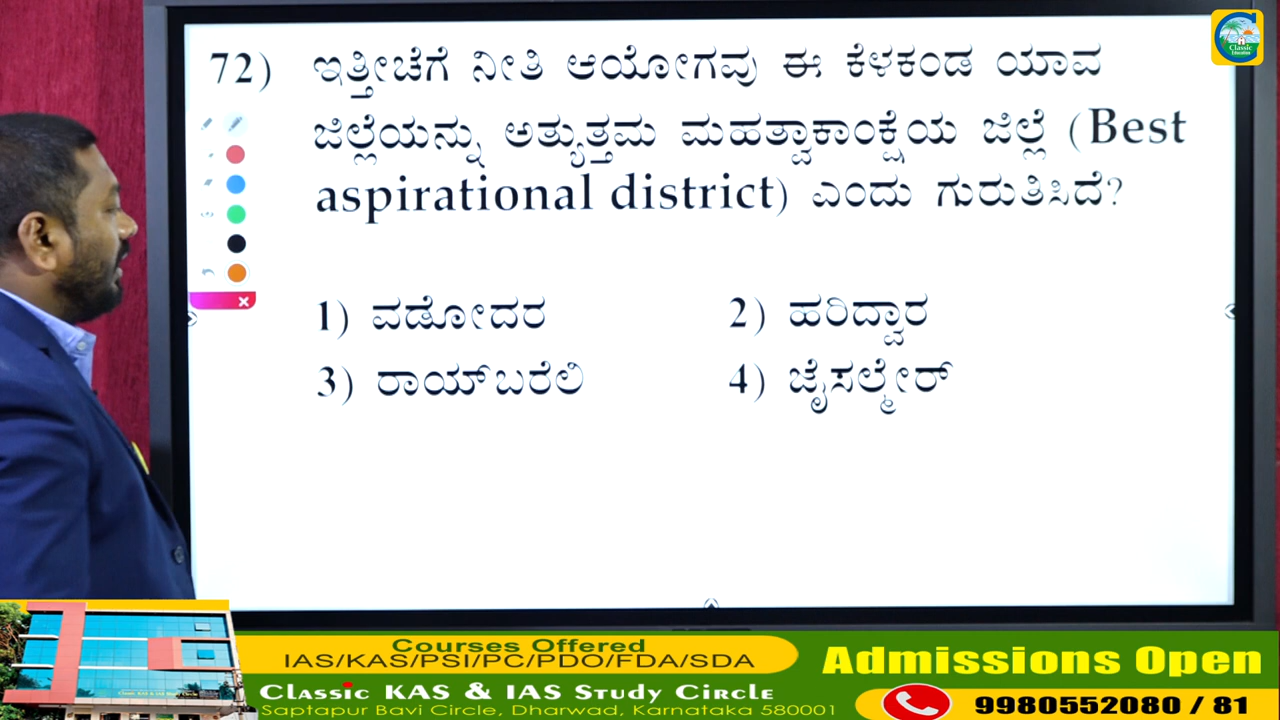 Classic
Education
72) ಇತ್ತೀಚೆಗೆ ನೀತಿ ಆಯೋಗವು ಈ ಕೆಳಕಂಡ ಯಾವ
ಜಿಲ್ಲೆಯನ್ನು ಅತ್ಯುತ್ತಮ ಮಹತ್ವಾಕಾಂಕ್ಷೆಯ ಜಿಲ್ಲೆ (Best
aspirational district) ಎಂದು ಗುರುತಿಸಿದೆ?
1) ವಡೋದರ 2) ಹರಿದ್ವಾರ
3) ರಾಯ್‌ಬರೆಲಿ 4) ಜೈಸಲ್ಮೇರ್
Courses Offered
IAS/KAS/PSI/PC/PDO/FDA/SDA
Admissions Open
Classic KAS & IAS Study Circle
Saptapur Bavi Circle, Dharwad, Karnataka 580001
9980552080 / 81